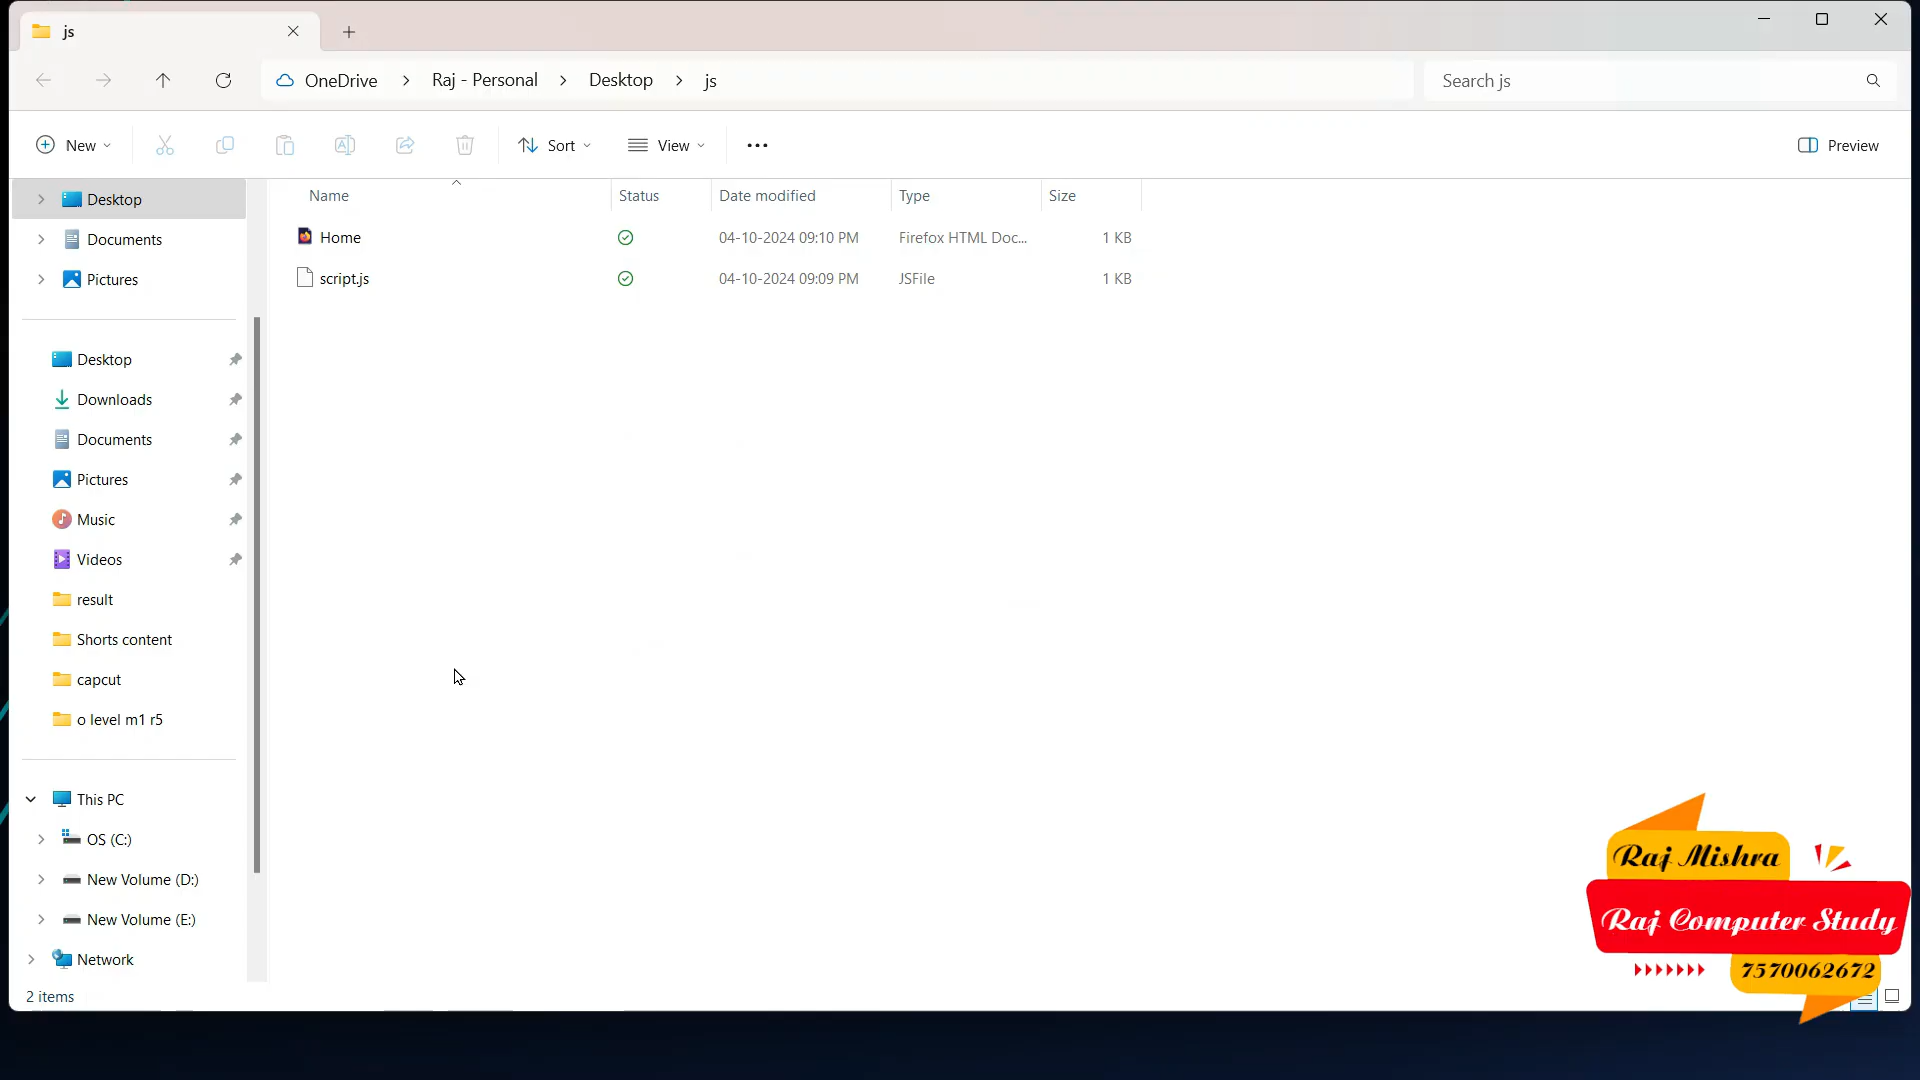 js
OneDrive > Raj - Personal > Desktop > js
Search js
New
Sort
View
Preview
Name Status Date modified Type Size
Home 04-10-2024 09:10 PM Firefox HTML Doc... 1 KB
script.js 04-10-2024 09:09 PM JSFile 1 KB
Desktop
Documents
Pictures
Desktop
Downloads
Documents
Pictures
Music
Videos
result
Shorts content
capcut
o level m1 r5
This PC
OS (C:)
New Volume (D:)
New Volume (E:)
Network
2 items
Raj Mishra
Raj Computer Study
7570062672